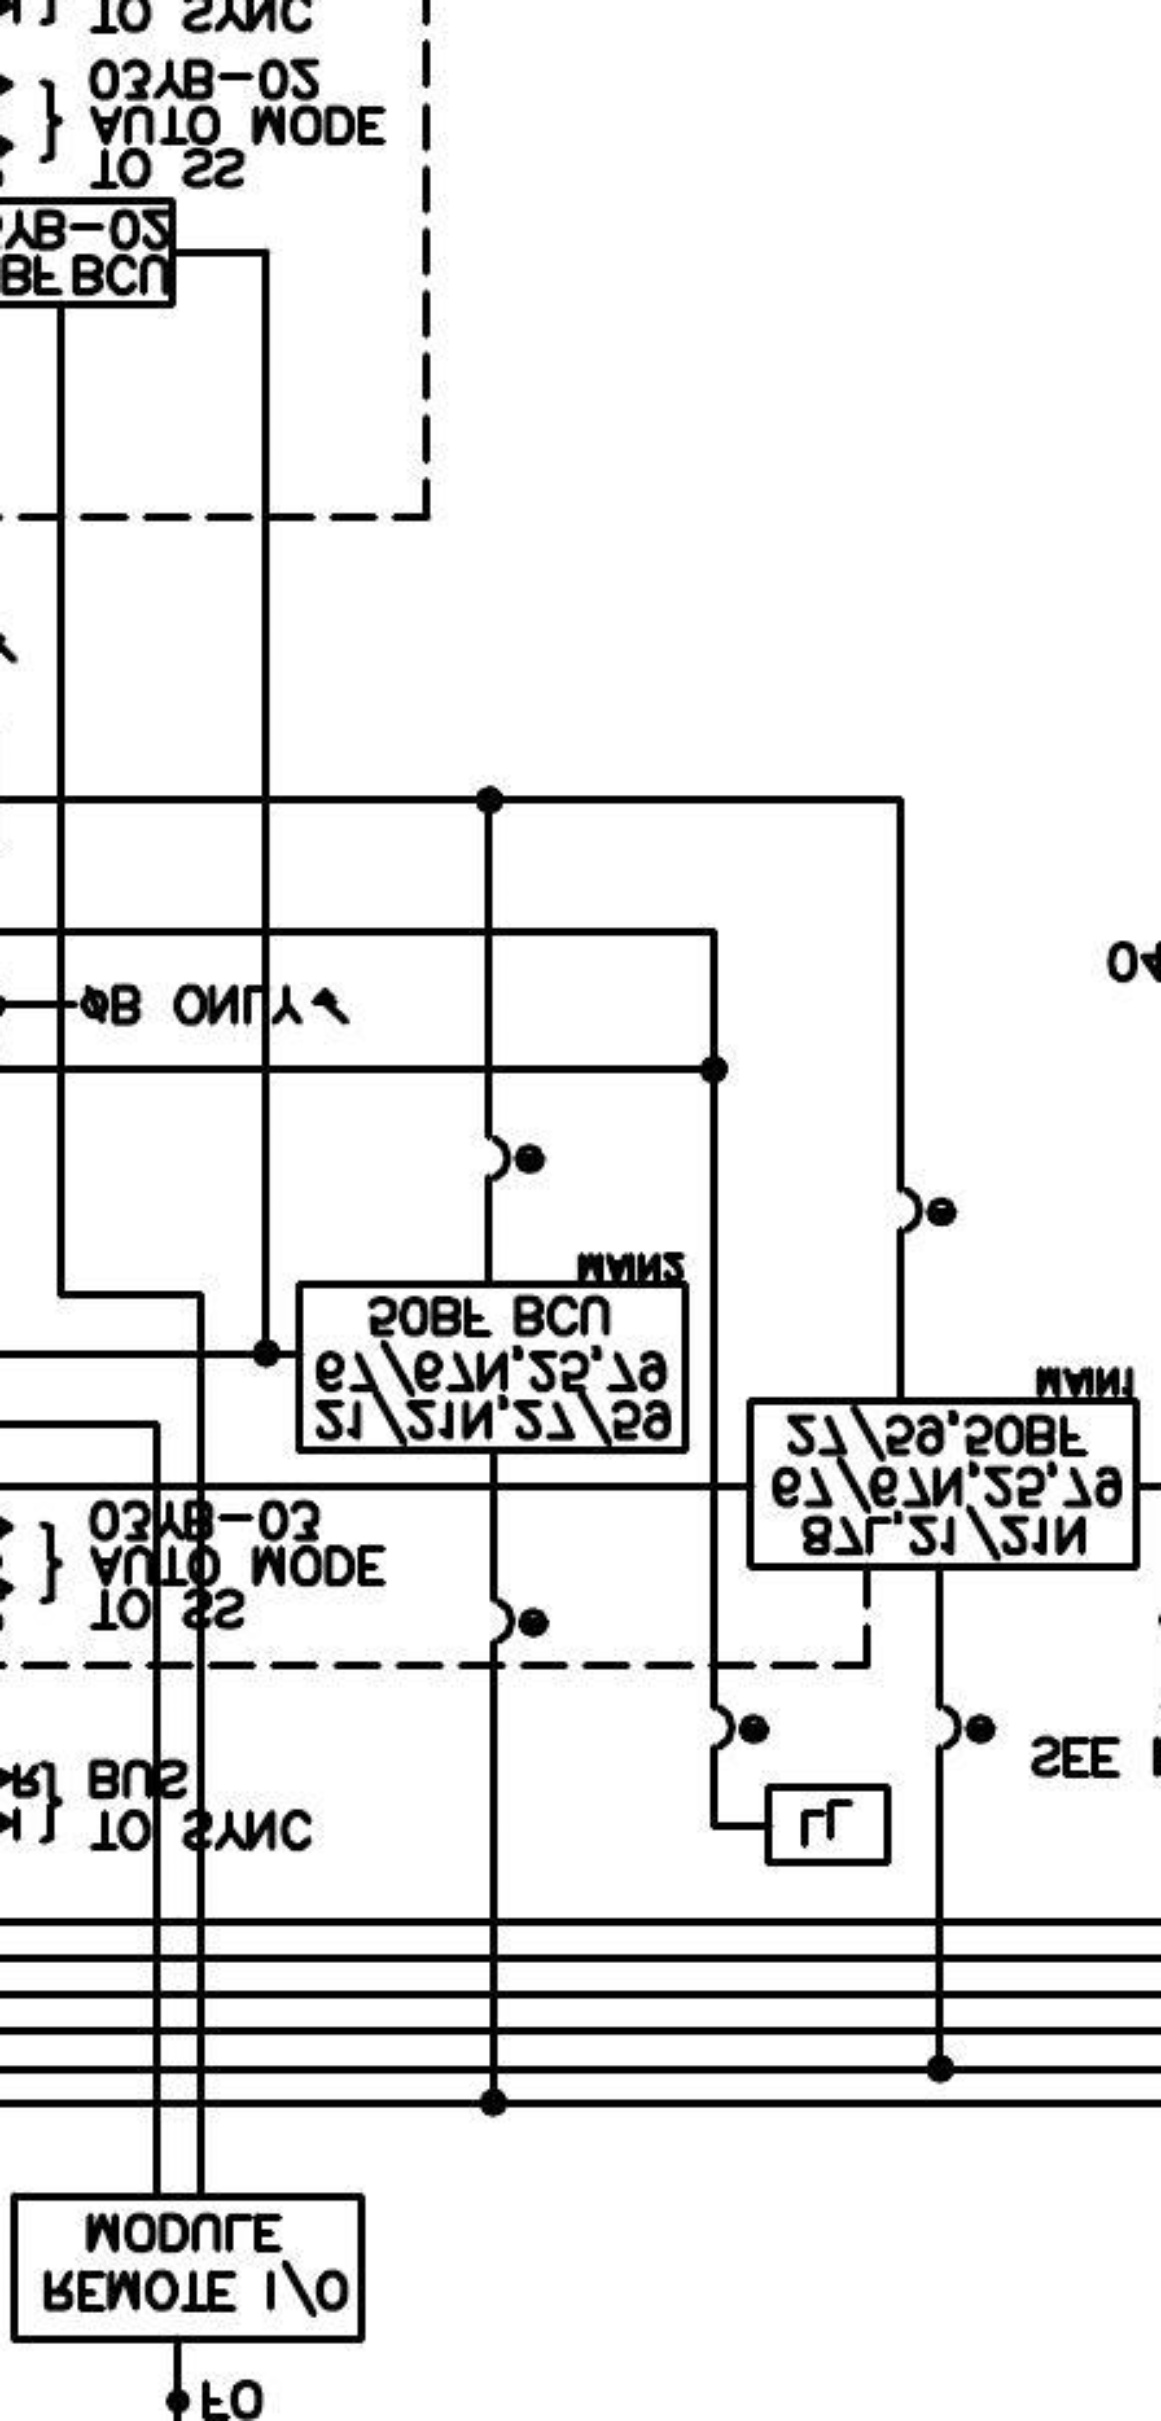 FO
REMOTE I/O
MODULE
TO SYNC
BUS
LL
SEE
TO SS
AUTO MODE
03YB-03
87L,21/21N
67/67N,25,79
27/59,50BF
MAIN1
21/21N,27/59
67/67N,25,79
50BF BCU
MAIN2
øB ONLY
04
BF BCU
YB-02
TO SS
AUTO MODE
03YB-02
TO SYNC